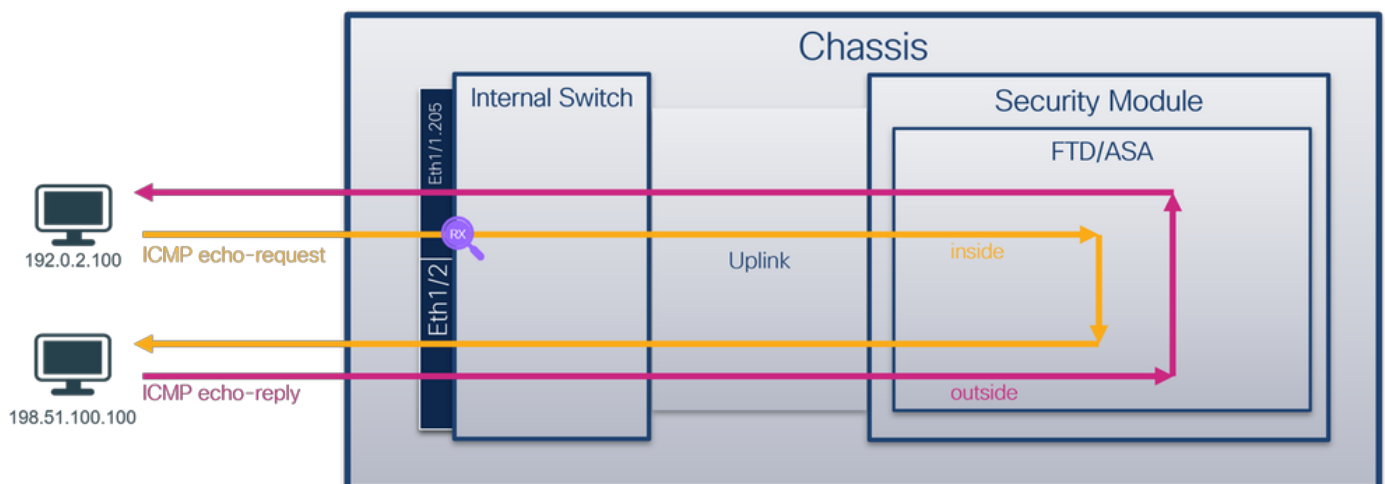 Chassis
Internal Switch
Security Module
FTD/ASA
Eth1/1.205
192.0.2.100
ICMP echo-request
RX
Uplink
inside
Eth1/2
198.51.100.100
ICMP echo-reply
outside